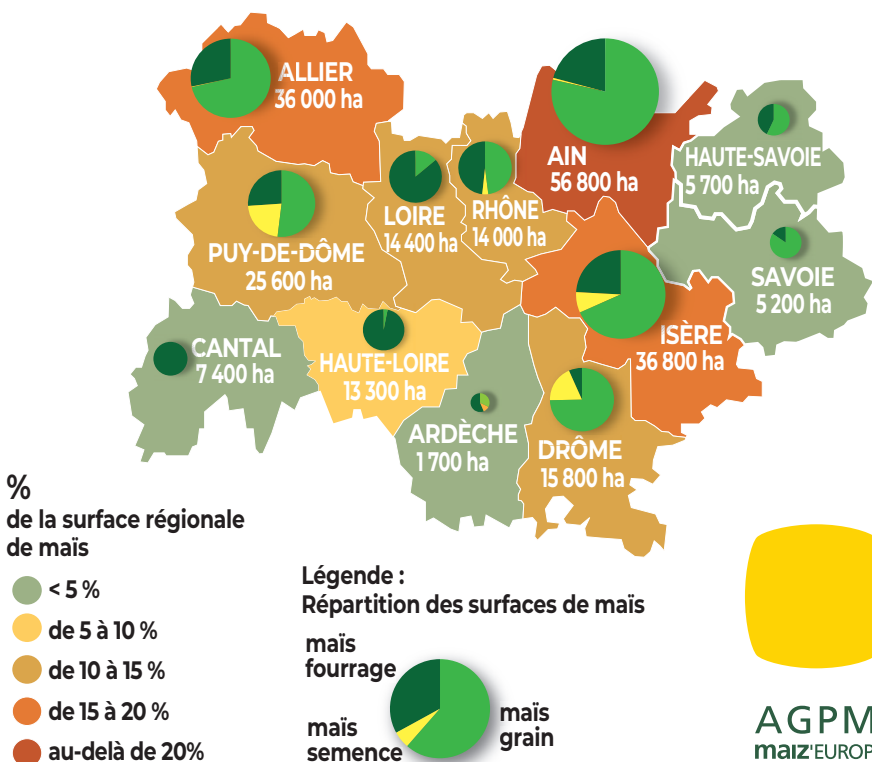 ALLIER
36 000 ha
AIN
56 800 ha
HAUTE-SAVOIE
5 700 ha
LOIRE
14 400 ha
RHÔNE
14 000 ha
PUY-DE-DÔME
25 600 ha
SAVOIE
5 200 ha
ISÈRE
36 800 ha
CANTAL
7 400 ha
HAUTE-LOIRE
13 300 ha
ARDÈCHE
1 700 ha
DRÔME
15 800 ha
%
de la surface régionale
de maïs
< 5 %
de 5 à 10 %
de 10 à 15 %
de 15 à 20 %
au-delà de 20%
Légende :
Répartition des surfaces de maïs
maïs
fourrage
maïs
semence
maïs
grain
AGPM
maiz'EUROP